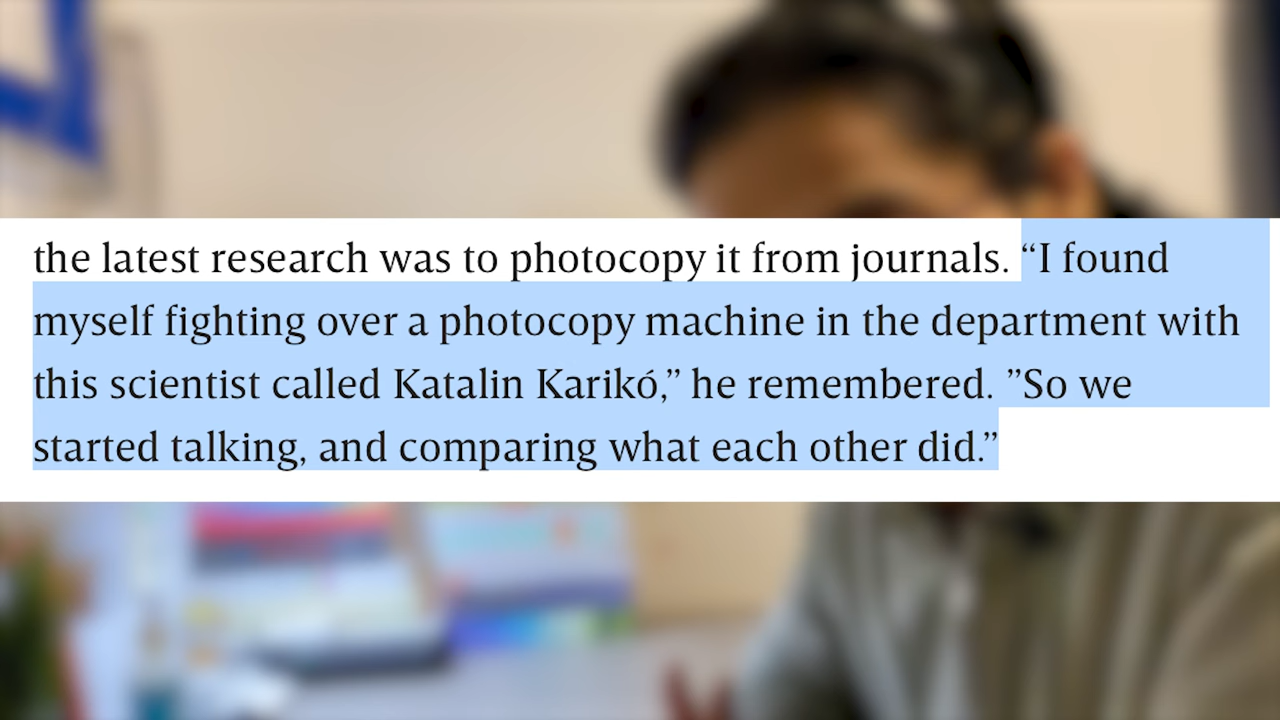 the latest research was to photocopy it from journals. “I found
myself fighting over a photocopy machine in the department with
this scientist called Katalin Karikó,” he remembered. ”So we
started talking, and comparing what each other did.”